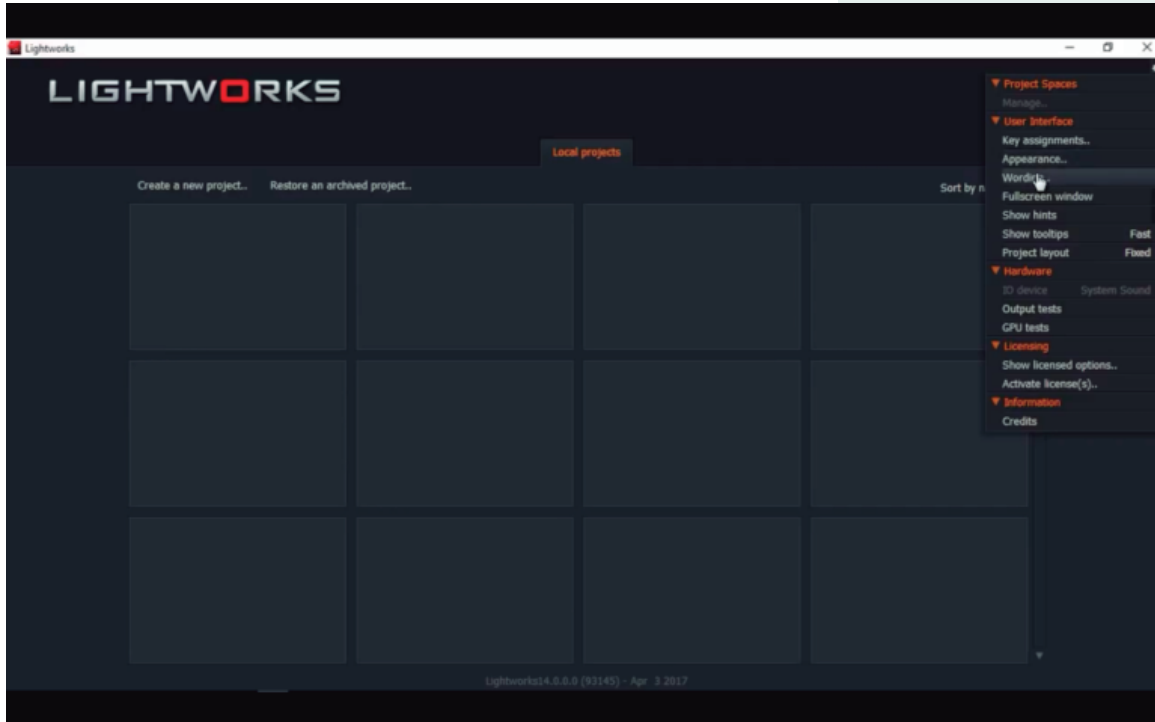 Lightworks
LIGHTWORKS
Local projects
Create a new project.. Restore an archived project..
Sort by
Project Spaces
Manage..
User Interface
Key assignments..
Appearance..
Fullscreen window
Show hints
Show tooltips Fast
Project layout Fixed
Hardware
IO device System Sound
Output tests
GPU tests
Licensing
Show licensed options..
Activate license(s)..
Information
Credits
Lightworks14.0.0.0 (93145) - Apr 3 2017